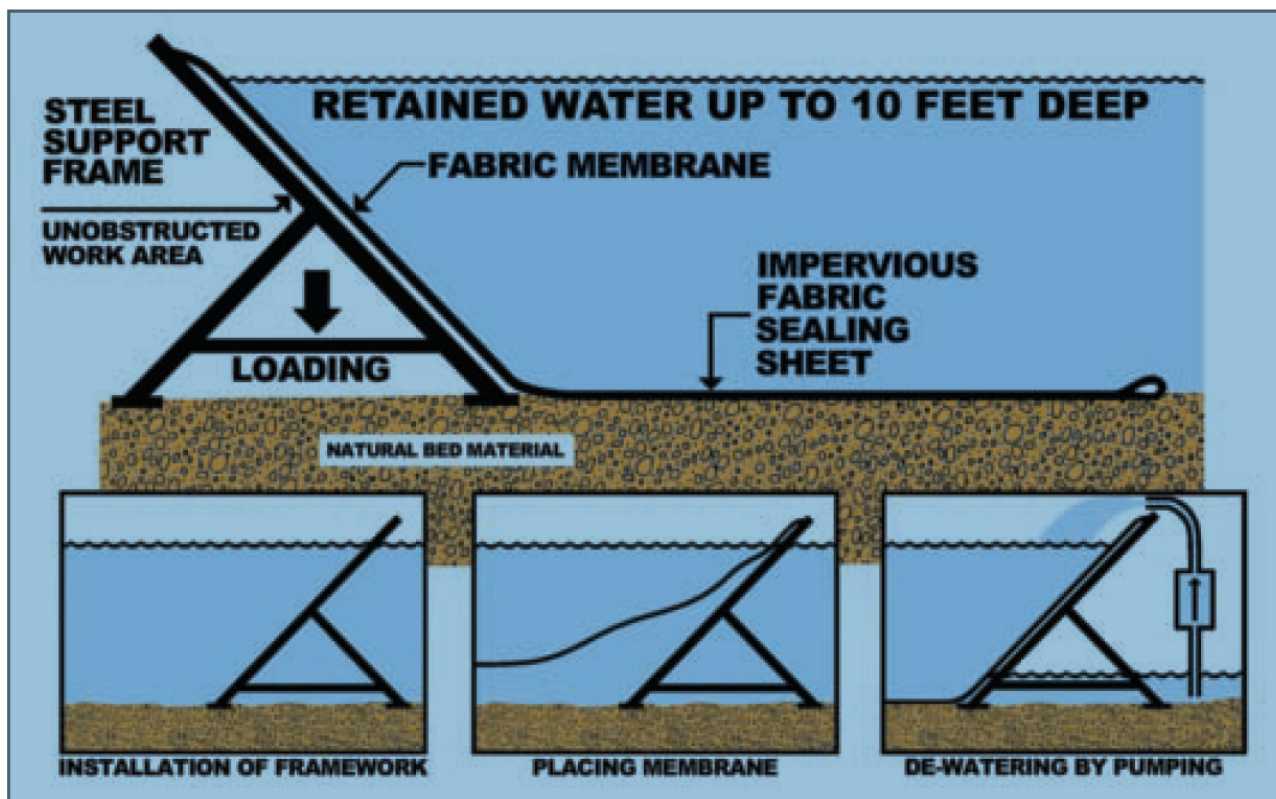 RETAINED WATER UP TO 10 FEET DEEP
STEEL
SUPPORT
FRAME
FABRIC MEMBRANE
UNOBSTRUCTED
WORK AREA
IMPERVIOUS
FABRIC
SEALING
SHEET
LOADING
NATURAL BED MATERIAL
INSTALLATION OF FRAMEWORK
PLACING MEMBRANE
DE-WATERING BY PUMPING